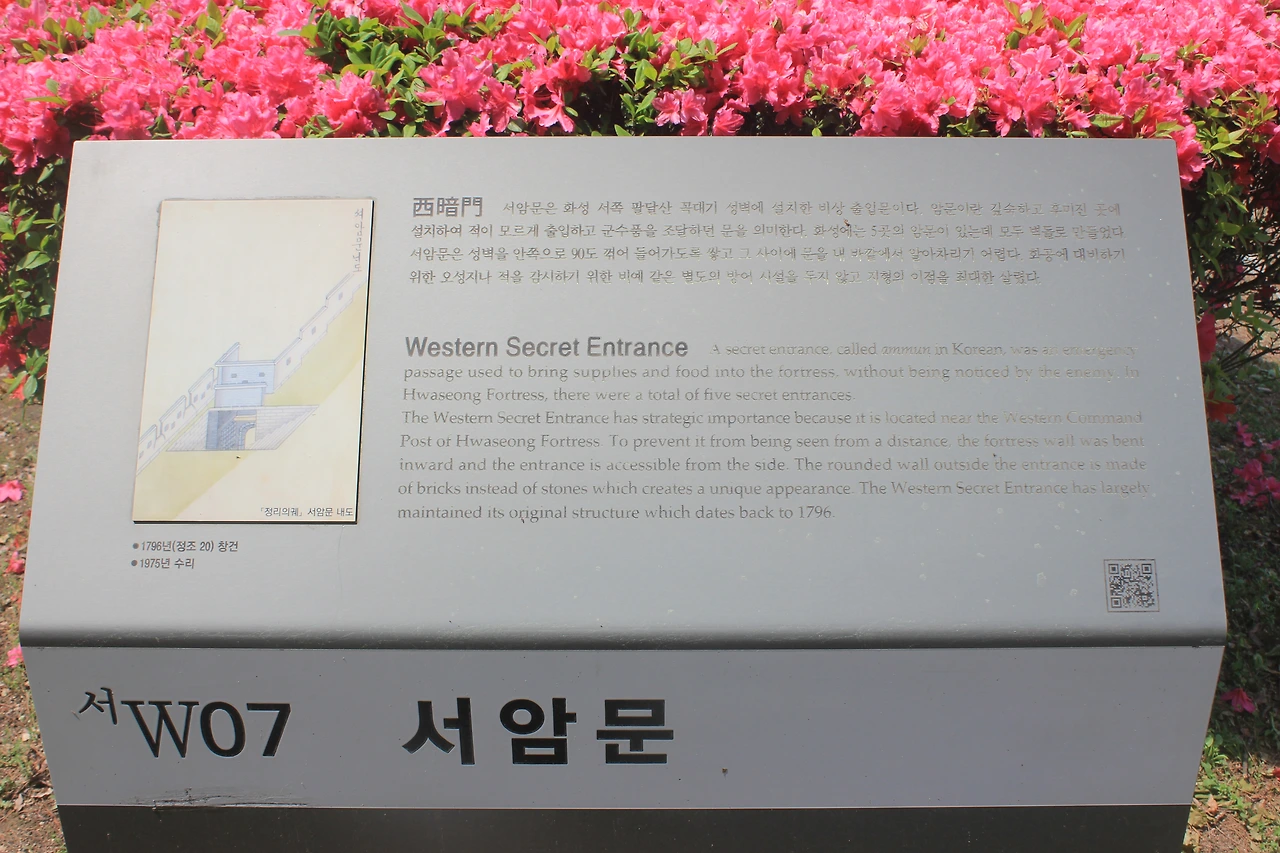 서암문내도
『정리의궤』 서암문 내도
●1796년(정조 20) 창건
●1975년 수리
西暗門 서암문은 화성 서쪽 팔달산 꼭대기 성벽에 설치한 비상 출입문이다. 암문이란 깊숙하고 후미진 곳에
설치하여 적이 모르게 출입하고 군수품을 조달하던 문을 의미한다. 화성에는 5곳의 암문이 있는데 모두 벽돌로 만들었다.
서암문은 성벽을 안쪽으로 90도 꺾어 들어가도록 쌓고 그 사이에 문을 내 바깥에서 알아차리기 어렵다. 화공에 대비하기
위한 오성지나 적을 감시하기 위한 비예 같은 별도의 방어 시설을 두지 않고 지형의 이점을 최대한 살렸다.
Western Secret Entrance A secret entrance, called ammun in Korean, was an emergency
passage used to bring supplies and food into the fortress, without being noticed by the enemy. In
Hwaseong Fortress, there were a total of five secret entrances.
The Western Secret Entrance has strategic importance because it is located near the Western Command
Post of Hwaseong Fortress. To prevent it from being seen from a distance, the fortress wall was bent
inward and the entrance is accessible from the side. The rounded wall outside the entrance is made
of bricks instead of stones which creates a unique appearance. The Western Secret Entrance has largely
maintained its original structure which dates back to 1796.
서W07 서암문